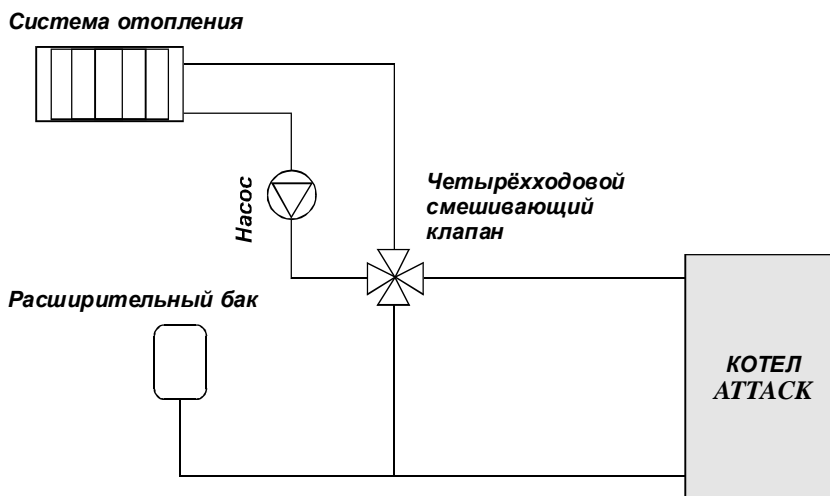 Система отопления
Насос
Четырёхходовой
смешивающий
клапан
Расширительный бак
КОТЕЛ
ATTACK